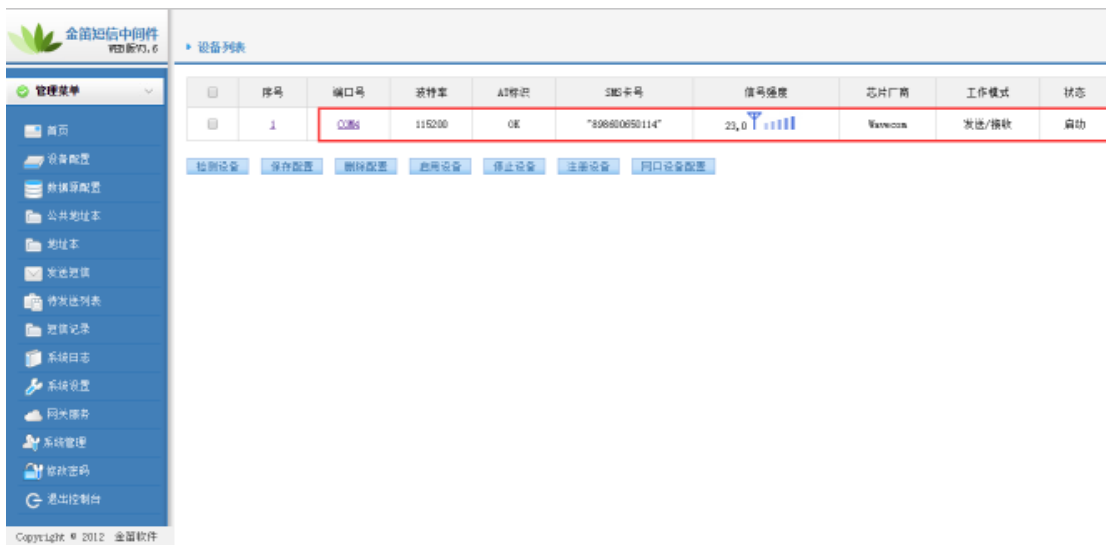 金笛短信中间件
WEB版V3.6
设备列表
管理菜单
序号 端口号 波特率 AT标识 SMS卡号 信号强度 芯片厂商 工作模式 状态
1 COM4 115200 OK "898600650114" 23,0 Wavecom 发送/接收 启动
检测设备 保存配置 删除配置 启用设备 停止设备 注册设备 网口设备配置
首页
设备配置
数据源配置
公共地址本
地址本
发送短信
待发送列表
短信记录
系统日志
系统设置
网关服务
系统管理
修改密码
退出控制台
Copyright © 2012 金笛软件